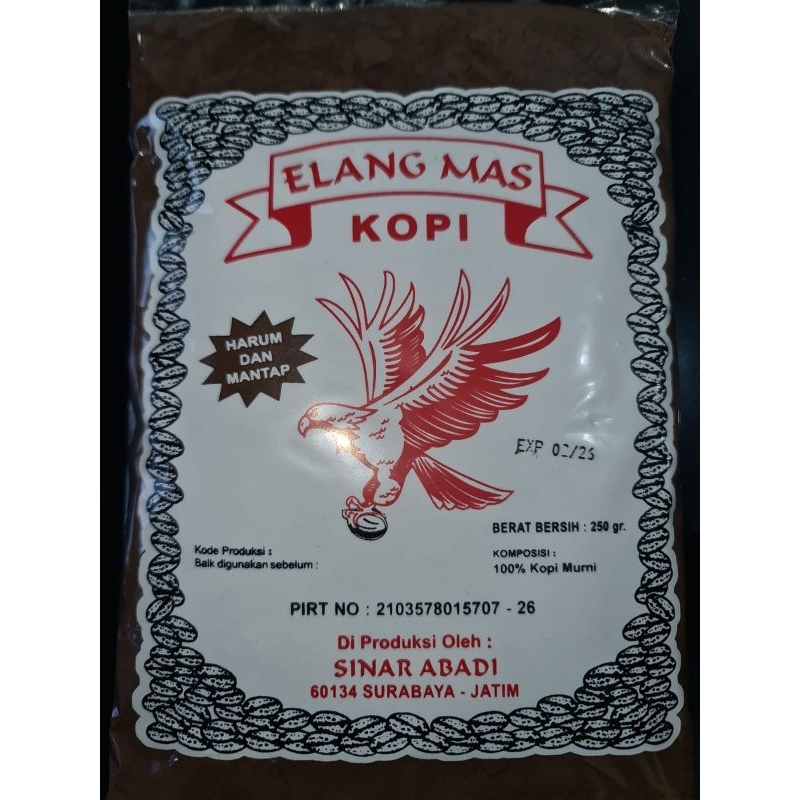 ELANG MAS
KOPI
HARUM
DAN
MANTAP
EXP
BERAT BERSIH : 250 gr.
Kode Produksi :
Baik digunakan sebelum :
KOMPOSISI :
100% Kopi Murni
PIRT NO : 2103578015707 - 26
Di Produksi Oleh :
SINAR ABADI
60134 SURABAYA - JATIM